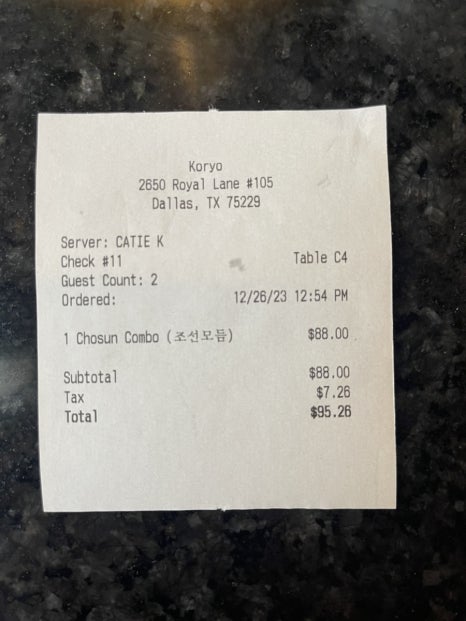 Koryo
2650 Royal Lane #105
Dallas, TX 75229
Server: CATIE K
Check #11 Table C4
Guest Count: 2
Ordered: 12/26/23 12:54 PM
1 Chosun Combo (조선모듬) $88.00
Subtotal $88.00
Tax $7.26
Total $95.26